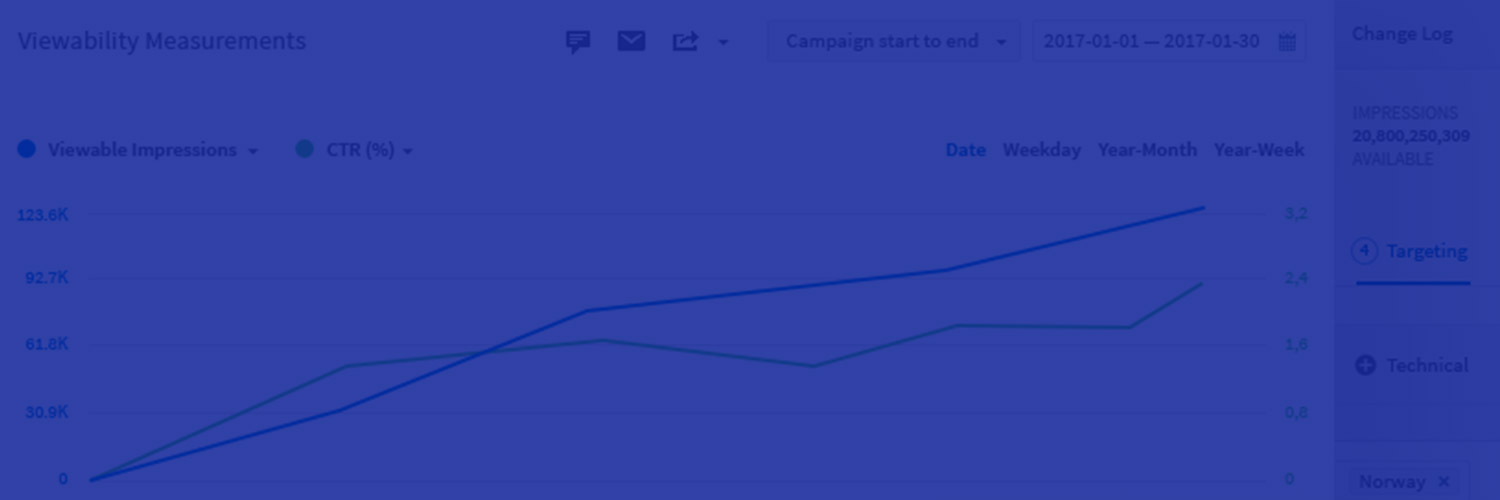 Viewability Measurements
Campaign start to end
2017-01-01 — 2017-01-30
Viewable Impressions
CTR (%)
Date Weekday Year-Month Year-Week
123.6K
92.7K
61.8K
30.9K
0
3,2
2,4
1,6
0,8
0
Change Log
IMPRESSIONS
20,800,250,309
AVAILABLE
4 Targeting
Technical
Norway ×